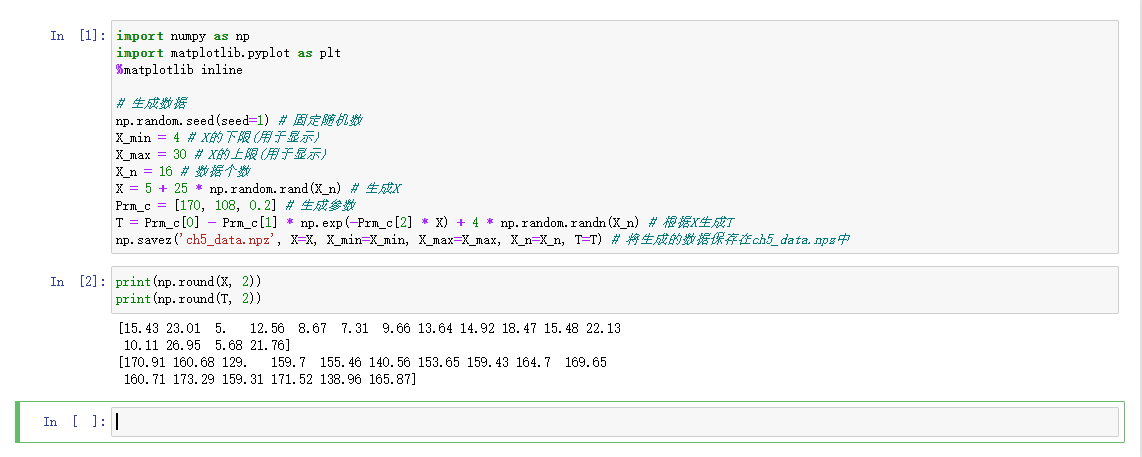 In [1]: import numpy as np
import matplotlib.pyplot as plt
%matplotlib inline
# 生成数据
np.random.seed(seed=1) # 固定随机数
X_min = 4 # X的下限(用于显示)
X_max = 30 # X的上限(用于显示)
X_n = 16 # 数据个数
X = 5 + 25 * np.random.rand(X_n) # 生成X
Prm_c = [170, 108, 0.2] # 生成参数
T = Prm_c[0] - Prm_c[1] * np.exp(-Prm_c[2] * X) + 4 * np.random.randn(X_n) # 根据X生成T
np.savez('ch5_data.npz', X=X, X_min=X_min, X_max=X_max, X_n=X_n, T=T) # 将生成的数据保存在ch5_data.nps中
In [2]: print(np.round(X, 2))
print(np.round(T, 2))
[15.43 23.01  5.   12.56  8.67  7.31  9.66 13.64 14.92 18.47 15.48 22.13
10.11 26.95  5.68 21.76]
[170.91 160.68 129.   159.7  155.46 140.56 153.65 159.43 164.7  169.65
160.71 173.29 159.31 171.52 138.96 165.87]
In [ ]: